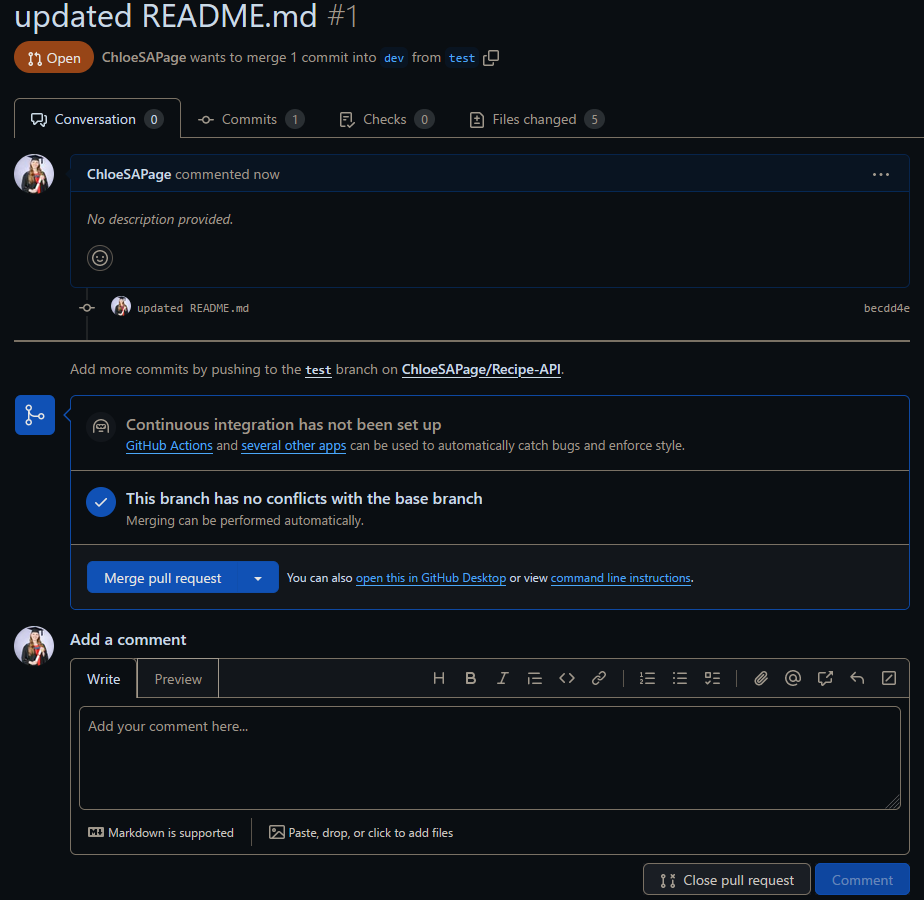 updated README.md #1
Open ChloeSAPage wants to merge 1 commit into dev from test
Conversation 0 Commits 1 Checks 0 Files changed 5
ChloeSAPage commented now
No description provided.
updated README.md becdd4e
Add more commits by pushing to the test branch on ChloeSAPage/Recipe-API.
Continuous integration has not been set up
GitHub Actions and several other apps can be used to automatically catch bugs and enforce style.
This branch has no conflicts with the base branch
Merging can be performed automatically.
Merge pull request You can also open this in GitHub Desktop or view command line instructions.
Add a comment
Write Preview H B I
Add your comment here...
Markdown is supported Paste, drop, or click to add files
Close pull request Comment